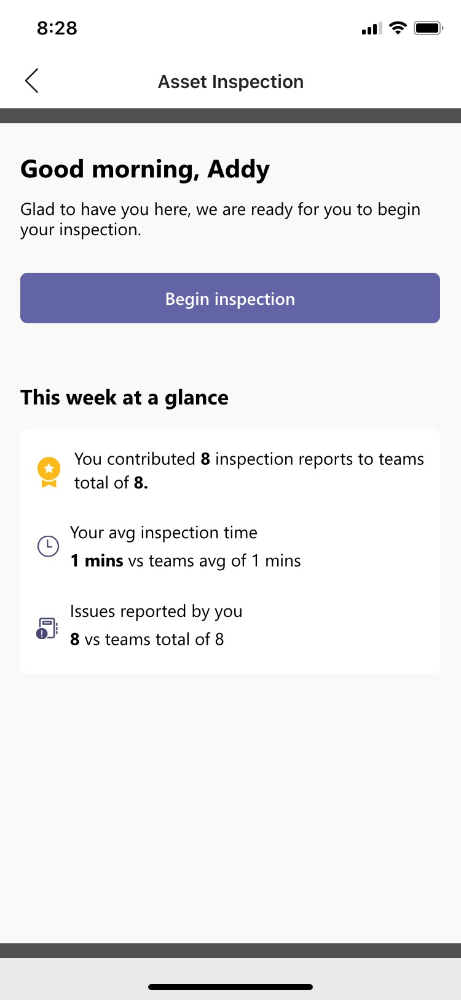 8:28
Asset Inspection
Good morning, Addy
Glad to have you here, we are ready for you to begin
your inspection.
Begin inspection
This week at a glance
You contributed 8 inspection reports to teams
total of 8.
Your avg inspection time
1 mins vs teams avg of 1 mins
Issues reported by you
8 vs teams total of 8